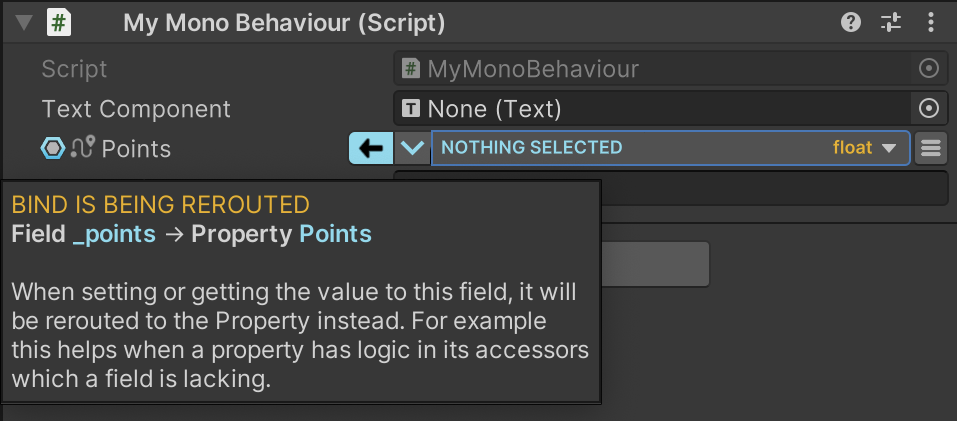 My Mono Behaviour (Script)
Script
MyMonoBehaviour
Text Component
None (Text)
Points
NOTHING SELECTED
float
BIND IS BEING REROUTED
Field _points → Property Points
When setting or getting the value to this field, it will
be rerouted to the Property instead. For example
this helps when a property has logic in its accessors
which a field is lacking.